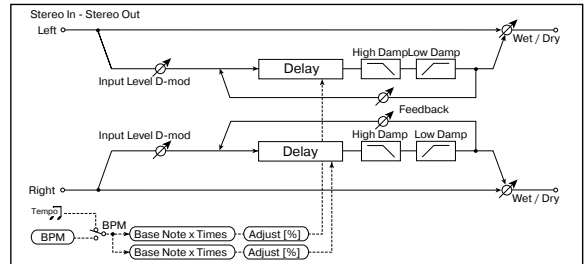 Stereo In - Stereo Out
Left
Wet / Dry
High Damp Low Damp
Delay
Input Level D-mod
Feedback
Input Level D-mod
High Damp Low Damp
Delay
Right
Wet / Dry
Tempo
BPM
BPM
Base Note x Times Adjust [%]
Base Note x Times Adjust [%]